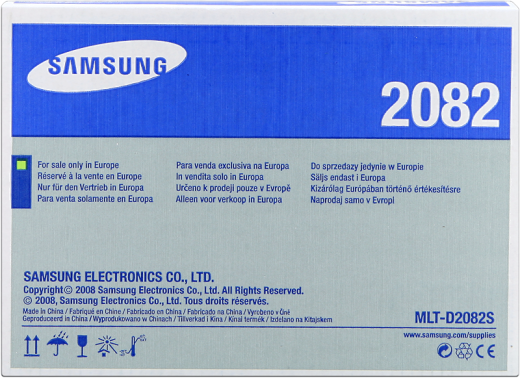 SAMSUNG
2082
For sale only in Europe
Réservé à la vente en Europe
Nur für den Vertrieb in Europa
Para venta solamente en Europa
Para venda exclusiva na Europa
In vendita solo in Europa
Určeno k prodeji pouze v Evropě
Alleen voor verkoop in Europa
Do sprzedazy jedynie w Europie
Säljs endast i Europa
Kizárólag Európában történő értékesítésre
Naprodaj samo v Evropi
SAMSUNG ELECTRONICS CO., LTD.
Copyright© 2008 Samsung Electronics Co., Ltd. All Rights Reserved.
© 2008, Samsung Electronics Co., Ltd. Tous droits réservés.
Made in China / Fabriqué en Chine / Fabricado en China / Fabricado na China / Vyrobeno v Číně
Geproduceerd in China / Wyprodukowano w Chinach / Tillverkad i Kina / Kínai termék / Izdelano na Kitajskem
MLT-D2082S
www.samsung.com/supplies